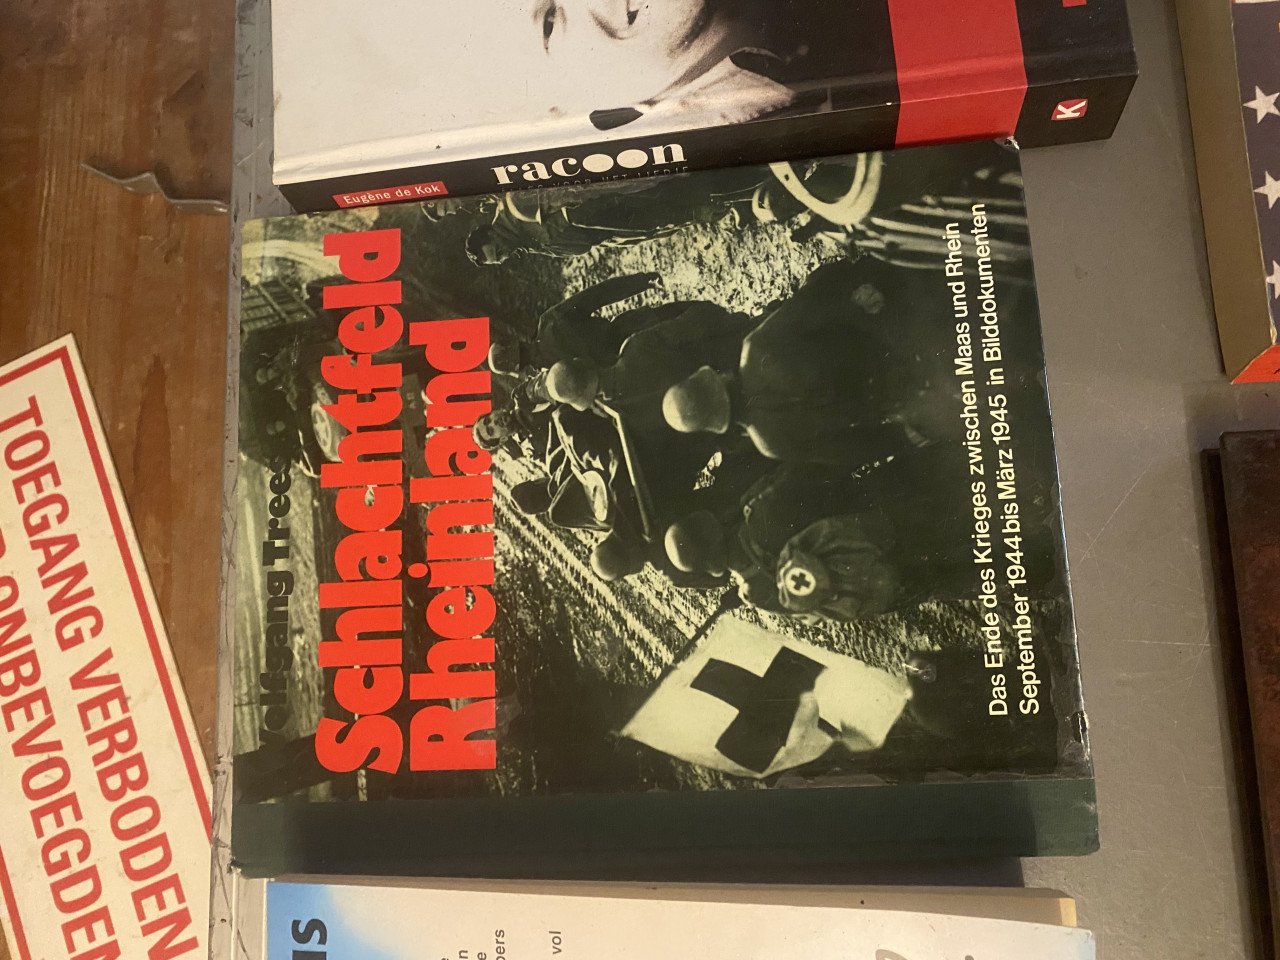 Wolfgang Trees
Schlachtfeld
Rheinland
Das Ende des Krieges zwischen Maas und Rhein
September 1944 bis März 1945 in Bilddokumenten
Eugène de Kok
racoon
K
TOEGANG VERBODEN
ONBEVOEGDEN
vol